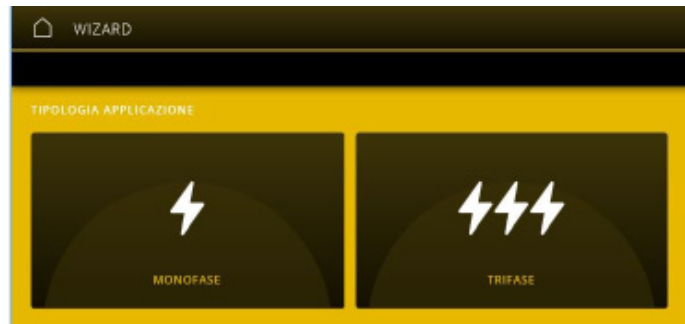 WIZARD
TIPOLOGIA APPLICAZIONE
MONOFASE
TRIFASE